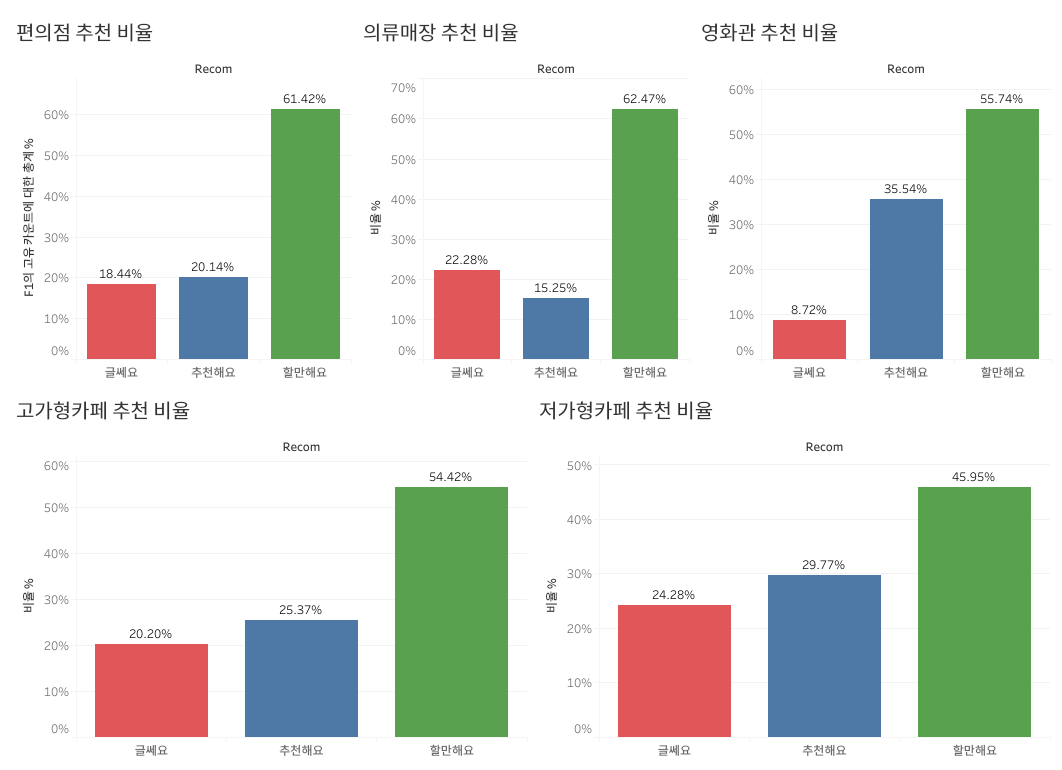 편의점 추천 비율
Recom
F1의 고유 카운트에 대한 총계 %
60%
50%
40%
30%
20%
10%
0%
61.42%
20.14%
18.44%
글쎄요
추천해요
할만해요
의류매장 추천 비율
Recom
비율 %
70%
60%
50%
40%
30%
20%
10%
0%
62.47%
22.28%
15.25%
글쎄요
추천해요
할만해요
영화관 추천 비율
Recom
비율 %
60%
50%
40%
30%
20%
10%
0%
55.74%
35.54%
8.72%
글쎄요
추천해요
할만해요
고가형카페 추천 비율
Recom
비율 %
60%
50%
40%
30%
20%
10%
0%
54.42%
25.37%
20.20%
글쎄요
추천해요
할만해요
저가형카페 추천 비율
Recom
비율 %
50%
40%
30%
20%
10%
0%
45.95%
29.77%
24.28%
글쎄요
추천해요
할만해요